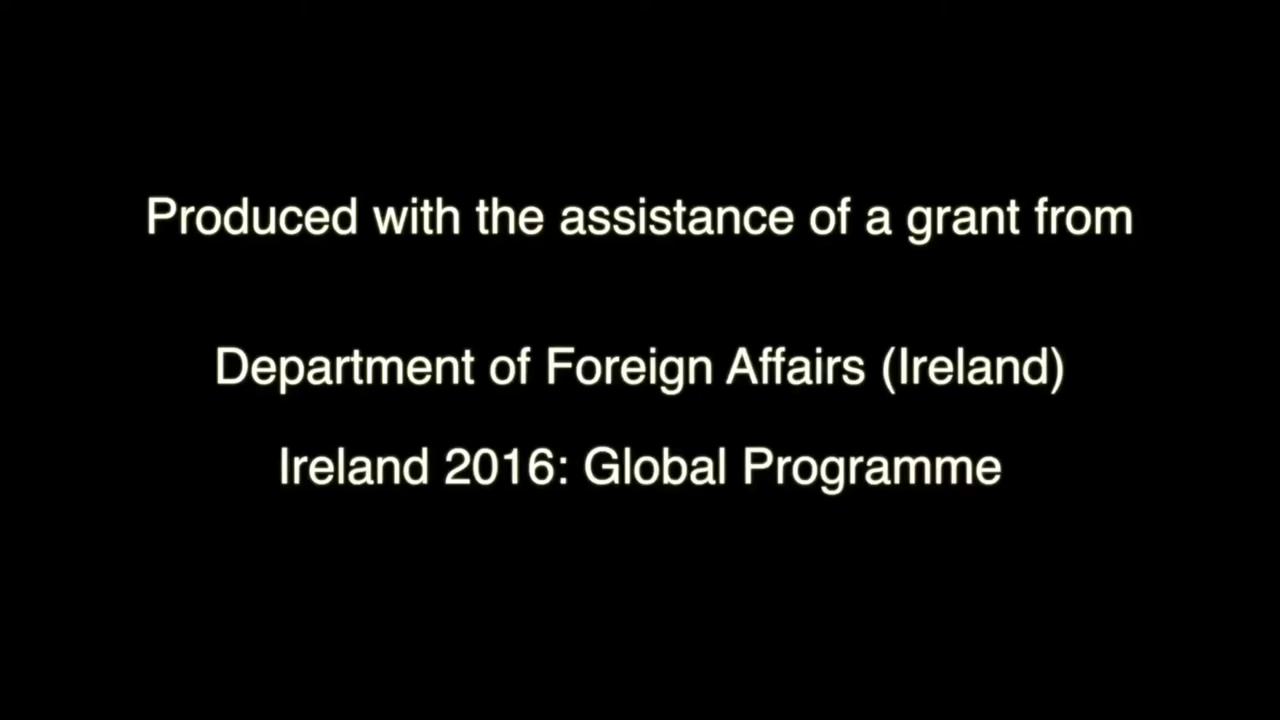 Produced with the assistance of a grant from
Department of Foreign Affairs (Ireland)
Ireland 2016: Global Programme